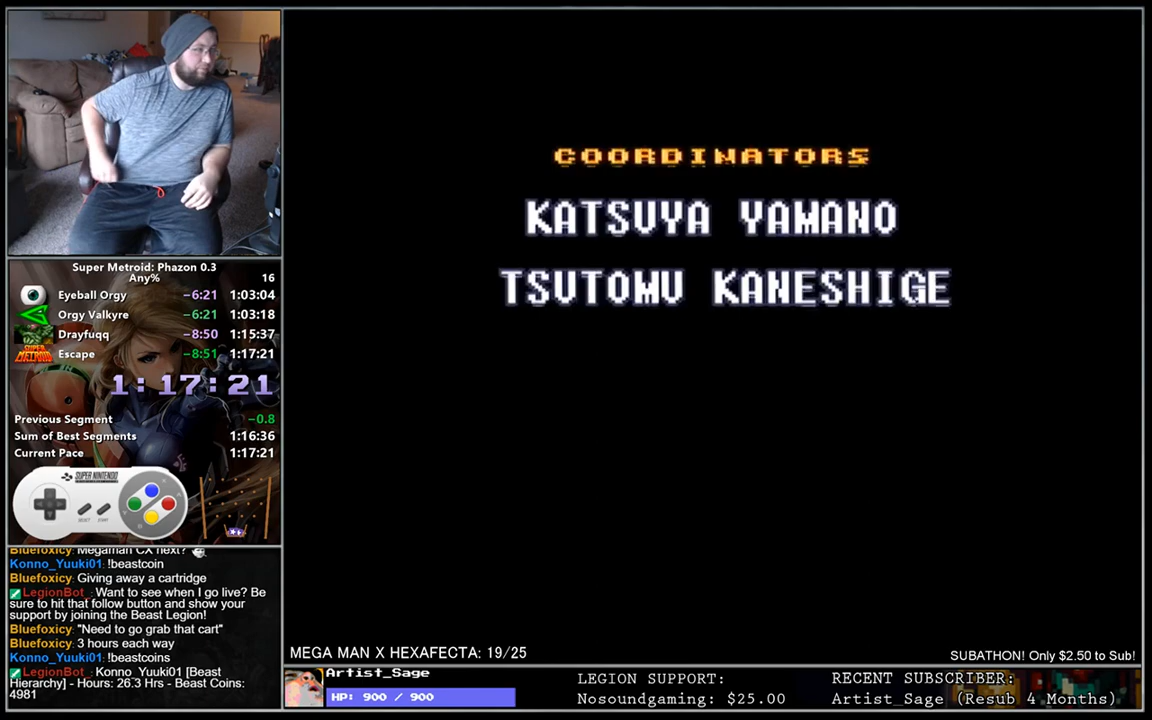 COORDINATORS
KATSUYA YAMANO
TSUTOMU KANESHIGE
Super Metroid: Phazon 0.3
Any% 16
Eyeball Orgy −6:21 1:03:04
Orgy Valkyre −6:21 1:03:18
Drayfuqq −8:50 1:15:37
Escape −8:51 1:17:21
1:17:21
Previous Segment −0.8
Sum of Best Segments 1:16:36
Current Pace 1:17:21
SUPER NINTENDO
Bluefoxicy: Megaman CX next?
Konno_Yuuki01: !beastcoin
Bluefoxicy: Giving away a cartridge
LegionBot_: Want to see when I go live? Be
sure to hit that follow button and show your
support by joining the Beast Legion!
Bluefoxicy: "Need to go grab that cart"
Bluefoxicy: 3 hours each way
Konno_Yuuki01: !beastcoins
LegionBot_: Konno_Yuuki01 [Beast
Hierarchy] - Hours: 26.3 Hrs - Beast Coins:
4981
MEGA MAN X HEXAFECTA: 19/25
SUBATHON! Only $2.50 to Sub!
Artist_Sage
HP: 900 / 900
LEGION SUPPORT:
Nosoundgaming: $25.00
RECENT SUBSCRIBER:
Artist_Sage (Resub 4 Months)